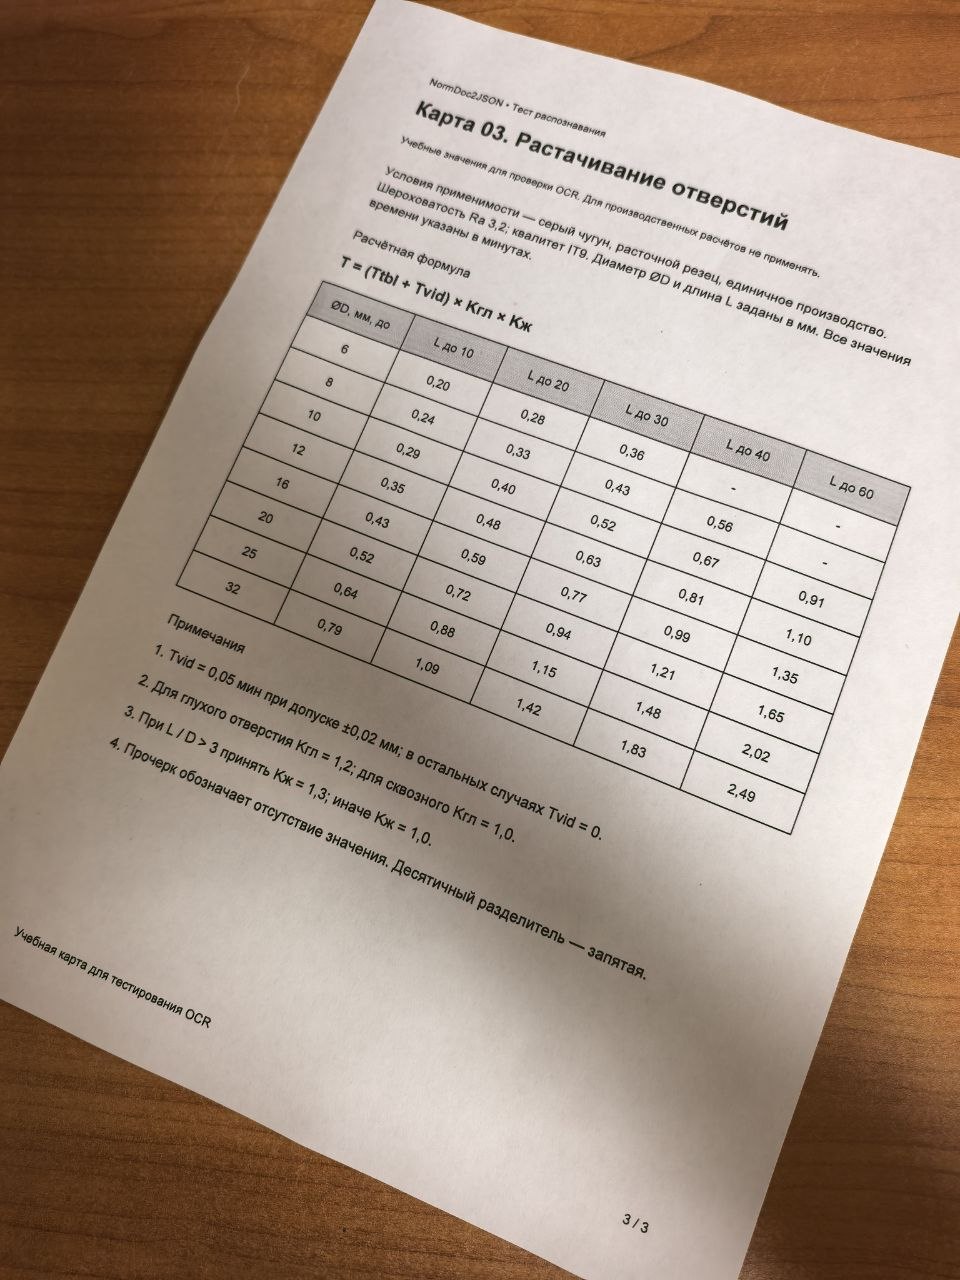 NormDoc2JSON • Тест распознавания
Карта 03. Растачивание отверстий
Учебные значения для проверки OCR. Для производственных расчётов не применять.
Условия применимости — серый чугун, расточной резец, единичное производство.
Шероховатость Ra 3,2; квалитет IT9. Диаметр ØD и длина L заданы в мм. Все значения
времени указаны в минутах.
Расчётная формула
T = (Ttbl + Tvid) × Kгл × Kж
ØD, мм, до L до 10 L до 20 L до 30 L до 40 L до 60
6 0,20 0,28 0,36 - -
8 0,24 0,33 0,43 0,56 -
10 0,29 0,40 0,52 0,67 0,91
12 0,35 0,48 0,63 0,81 1,10
16 0,43 0,59 0,77 0,99 1,35
20 0,52 0,72 0,94 1,21 1,65
25 0,64 0,88 1,15 1,48 2,02
32 0,79 1,09 1,42 1,83 2,49
Примечания
1. Tvid = 0,05 мин при допуске ±0,02 мм; в остальных случаях Tvid = 0.
2. Для глухого отверстия Kгл = 1,2; для сквозного Kгл = 1,0.
3. При L / D > 3 принять Kж = 1,3; иначе Kж = 1,0.
4. Прочерк обозначает отсутствие значения. Десятичный разделитель — запятая.
Учебная карта для тестирования OCR
3 / 3